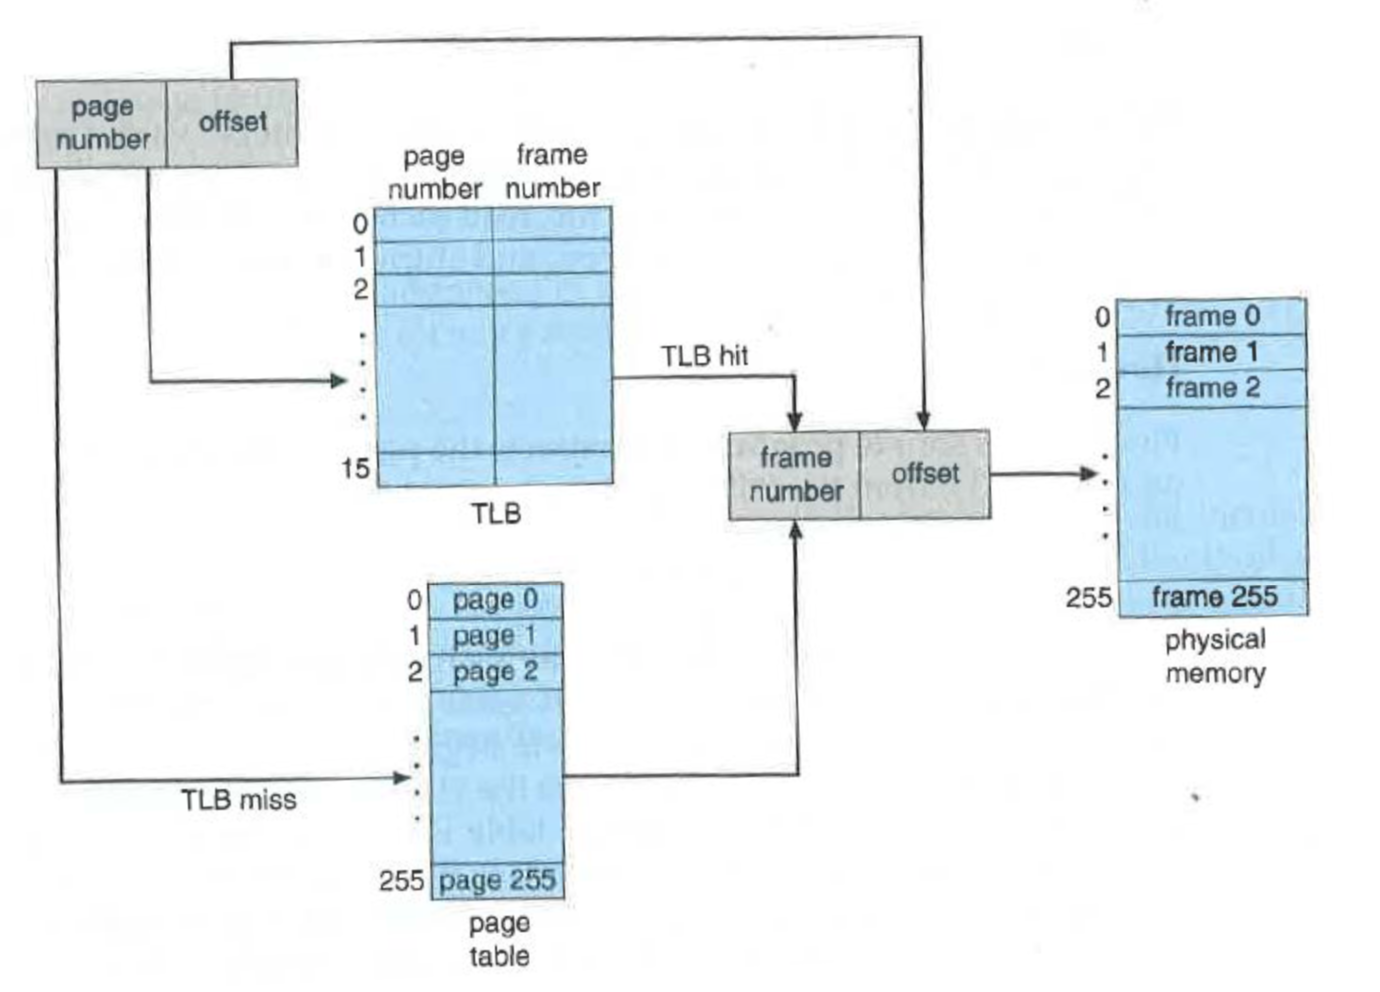 page
number
offset
page
number
frame
number
0
1
2
15
TLB
TLB hit
frame
number
offset
0
frame 0
1
frame 1
2
frame 2
255
frame 255
physical
memory
TLB miss
0
page 0
1
page 1
2
page 2
255
page 255
page
table